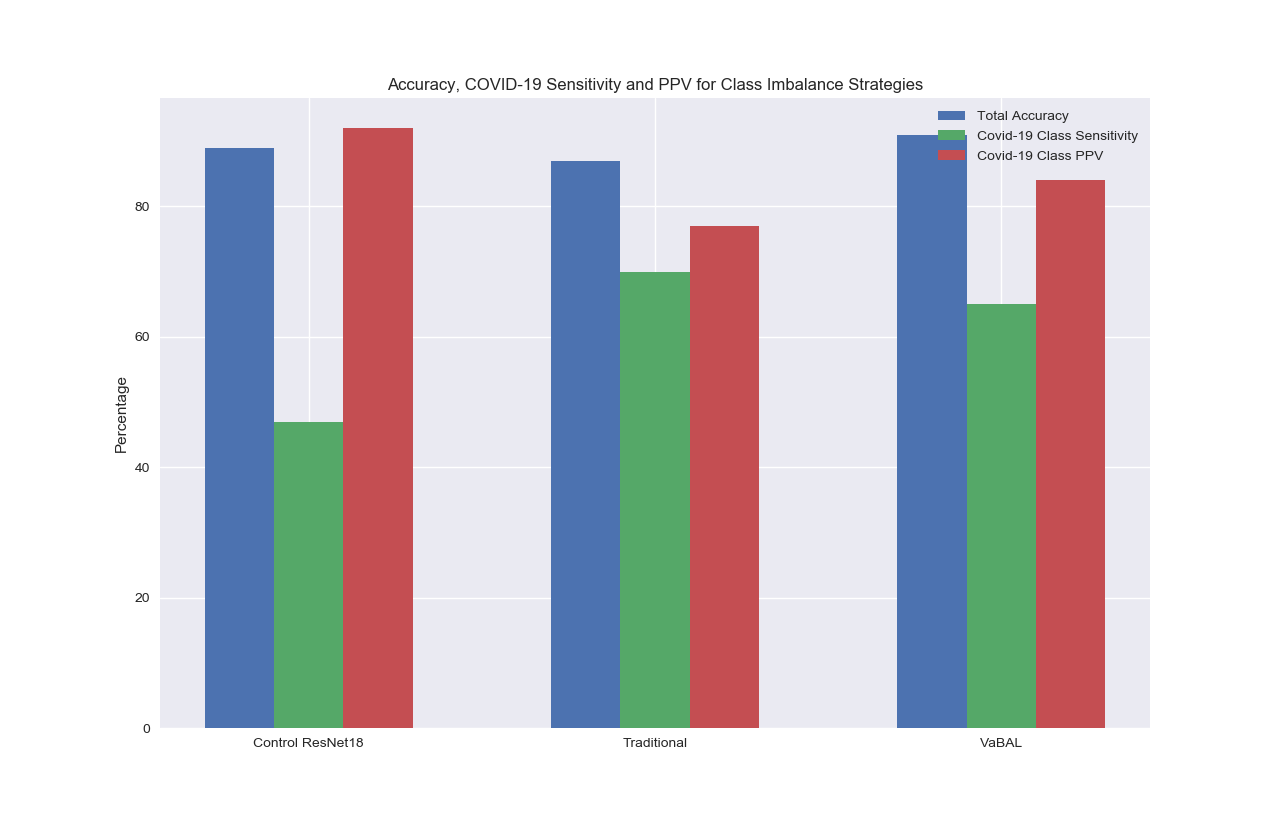 Accuracy, COVID-19 Sensitivity and PPV for Class Imbalance Strategies
Total Accuracy
Covid-19 Class Sensitivity
Covid-19 Class PPV
Percentage
80
60
40
20
0
Control ResNet18
Traditional
VaBAL